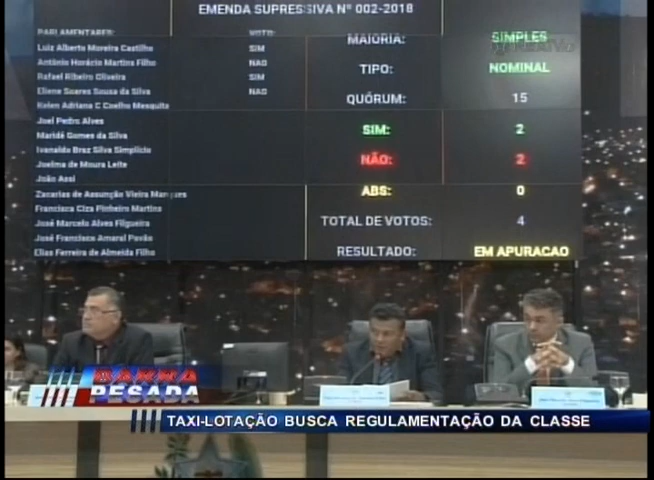 EMENDA SUPRESSIVA Nº 002-2018
PARLAMENTARES: VOTO:
Luiz Alberto Moreira Castilho SIM
Antônio Horácio Martins Filho NAO
Rafael Ribeiro Oliveira SIM
Eliene Soares Sousa da Silva NAO
Kelen Adriana C Coelho Mesquita
Joel Pedro Alves
Maridé Gomes da Silva
Ivanaldo Braz Silva Simplício
Joelma de Moura Leite
João Assi
Zacarias de Assunção Vieira Marques
Francisca Ciza Pinheiro Martins
José Marcelo Alves Filgueira
José Francisco Amaral Pavão
Elias Ferreira de Almeida Filho
MAIORIA: SIMPLES
TIPO: NOMINAL
QUÓRUM: 15
SIM: 2
NÃO: 2
ABS: 0
TOTAL DE VOTOS: 4
RESULTADO: EM APURACAO
BARRA
PESADA
TAXI-LOTAÇÃO BUSCA REGULAMENTAÇÃO DA CLASSE